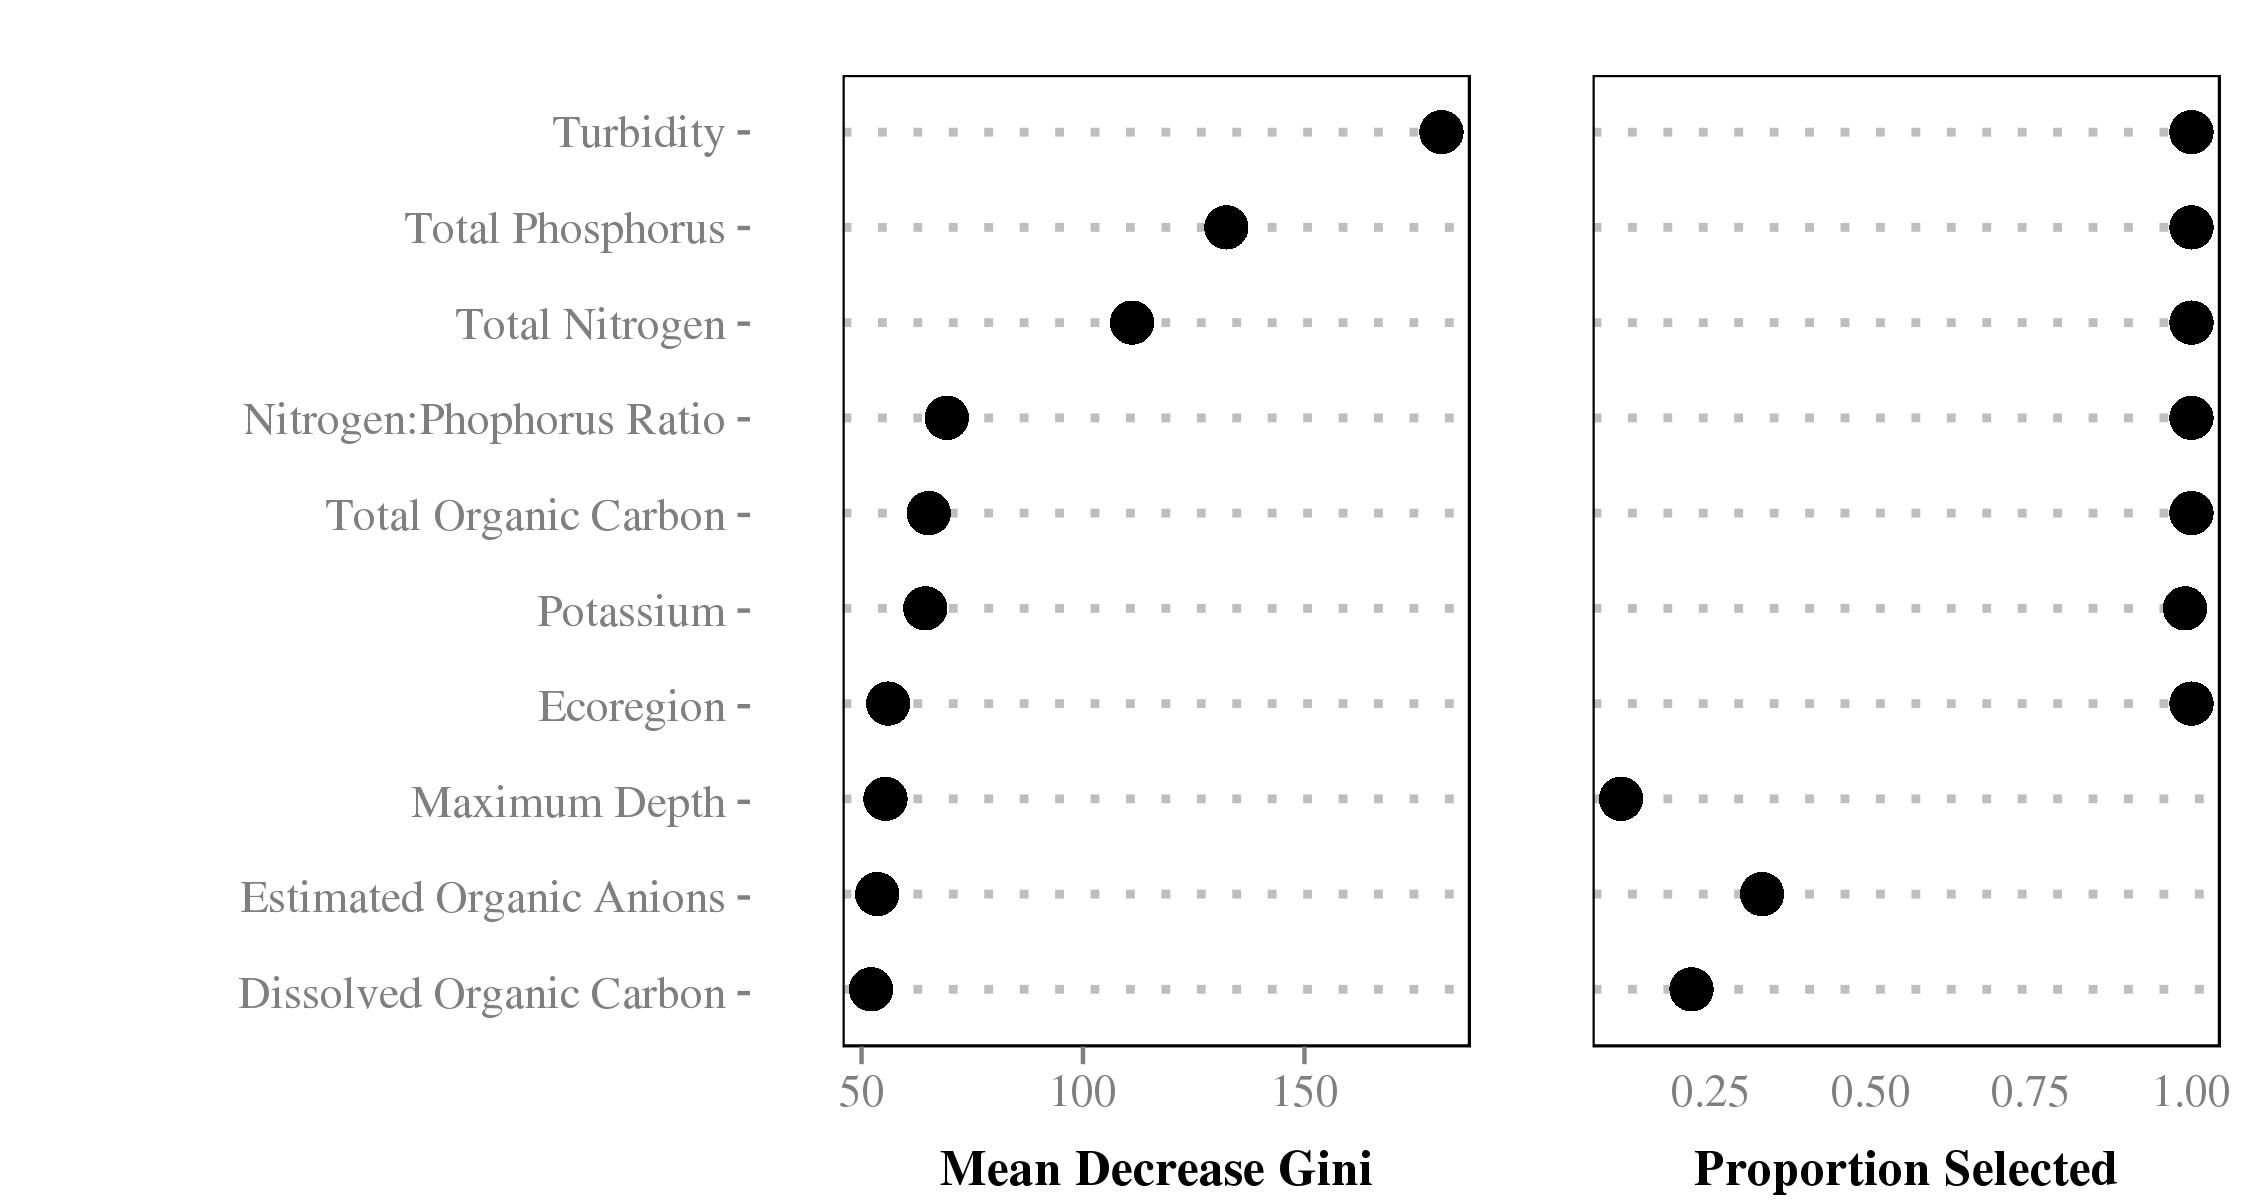 Turbidity
Total Phosphorus
Total Nitrogen
Nitrogen:Phophorus Ratio
Total Organic Carbon
Potassium
Ecoregion
Maximum Depth
Estimated Organic Anions
Dissolved Organic Carbon
50 100 150
Mean Decrease Gini
0.25 0.50 0.75 1.00
Proportion Selected